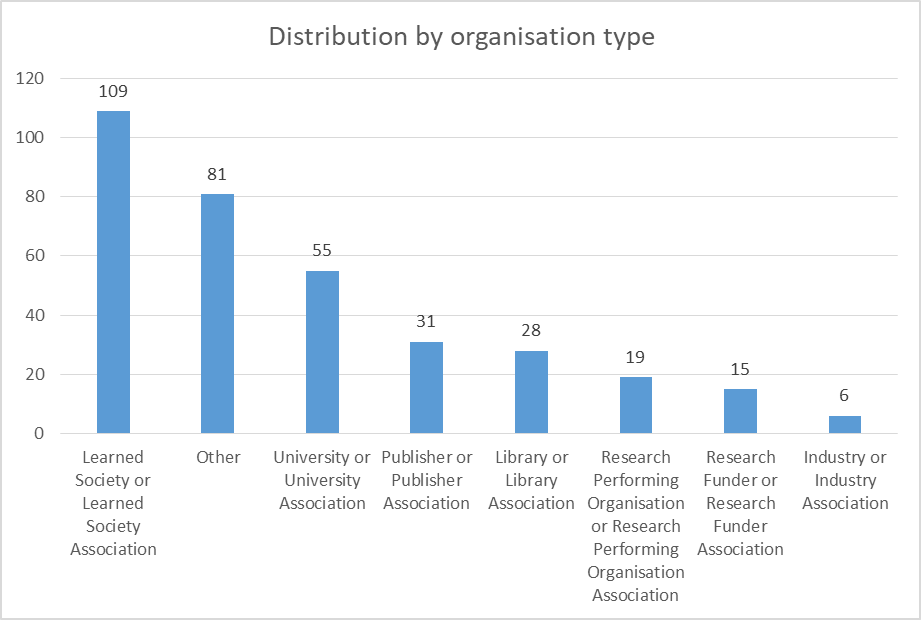 Distribution by organisation type
120
100
80
60
40
20
0
109
81
55
31
28
19
15
6
Learned
Society or
Learned
Society
Association
Other
University or
University
Association
Publisher or
Publisher
Association
Library or
Library
Association
Research
Performing
Organisation
or Research
Performing
Organisation
Association
Research
Funder or
Research
Funder
Association
Industry or
Industry
Association